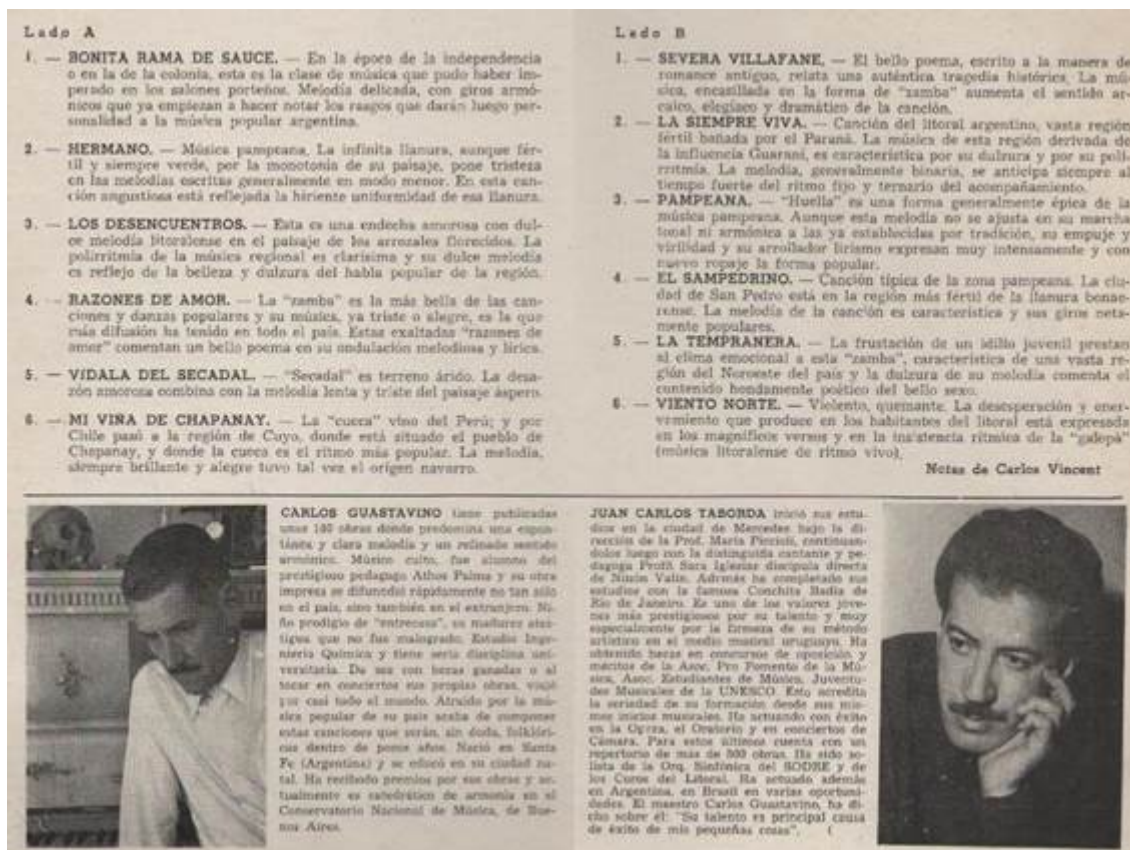 Lado A
1. — BONITA RAMA DE SAUCE. — En la época de la independencia
o en la de la colonia, esta es la clase de música que pudo haber im-
perado en los salones porteños. Melodía delicada, con giros armó-
nicos que ya empiezan a hacer notar los rasgos que darán luego per-
sonalidad a la música popular argentina.
2. — HERMANO. — Música pampeana. La infinita llanura, aunque fér-
til y siempre verde, por la monotonía de su paisaje, pone tristeza
en las melodías escritas generalmente en modo menor. En esta can-
ción angustiosa está reflejada la hiriente uniformidad de esa llanura.
3. — LOS DESENCUENTROS. — Esta es una endecha amorosa con dul-
ce melodía litoralense en el paisaje de los arrozales florecidos. La
polirritmia de la música regional es clarísima y su dulce melodía
es reflejo de la belleza y dulzura del habla popular de la región.
4. — RAZONES DE AMOR. — La "zamba" es la más bella de las can-
ciones y danzas populares y su música, ya triste o alegre, es la que
más difusión ha tenido en todo el país. Estas exaltadas "razones de
amor" comentan un bello poema en su ondulación melodiosa y lírica.
5. — VIDALA DEL SECADAL. — "Secadal" es terreno árido. La desa-
zón amorosa combina con la melodía lenta y triste del paisaje áspero.
6. — MI VIÑA DE CHAPANAY. — La "cueca" vino del Perú; y por
Chile pasó a la región de Cuyo, donde está situado el pueblo de
Chapanay, y donde la cueca es el ritmo más popular. La melodía,
siempre brillante y alegre tuvo tal vez el origen navarro.
Lado B
1. — SEVERA VILLAFAÑE. — El bello poema, escrito a la manera de
romance antiguo, relata una auténtica tragedia histórica. La mú-
sica, encasillada en la forma de "zamba" aumenta el sentido ar-
caico, elegíaco y dramático de la canción.
2. — LA SIEMPRE VIVA. — Canción del litoral argentino, vasta región
fértil bañada por el Paraná. La música de esta región derivada de
la influencia Guaraní, es característica por su dulzura y por su poli-
rritmia. La melodía, generalmente binaria, se anticipa siempre al
tiempo fuerte del ritmo fijo y ternario del acompañamiento.
3. — PAMPEANA. — "Huella" es una forma generalmente épica de la
música pampeana. Aunque esta melodía no se ajusta en su marcha
tonal ni armónica a las ya establecidas por tradición, su empuje y
virilidad y su arrollador lirismo expresan muy intensamente y con
nuevo ropaje la forma popular.
4 — EL SAMPEDRINO. — Canción típica de la zona pampeana. La ciu-
dad de San Pedro está en la región más fértil de la llanura bonae-
rense. La melodía de la canción es característica y sus giros neta-
mente populares.
5. — LA TEMPRANERA. — La frustación de un idilio juvenil prestan
al clima emocional a esta "zamba", característica de una vasta re-
gión del Noroeste del país y la dulzura de su melodía comenta el
contenido hondamente poético del bello sexo.
6. — VIENTO NORTE. — Violento, quemante. La desesperación y ener-
vamiento que produce en los habitantes del litoral está expresada
en los magníficos versos y en la insistencia rítmica de la "galopa"
(música litoralense de ritmo vivo).
Notas de Carlos Vincent
CARLOS GUASTAVINO tiene publicadas
unas 160 obras donde predomina una espon-
tánea y clara melodía y un refinado sentido
armónico. Músico culto, fue alumno del
prestigioso pedagogo Athos Palma y su obra
impresa se difundió rápidamente no tan sólo
en el país, sino también en el extranjero. Ni-
ño prodigio de "entrecasa", su madurez ates-
tigua que no fue malogrado. Estudió Inge-
niería Química y tiene seria disciplina uni-
versitaria. De sus con becas ganadas o al
tocar en conciertos sus propias obras, viajó
por casi todo el mundo. Atraído por la mú-
sica popular de su país acaba de componer
estas canciones que serán, sin duda, folklóri-
cas dentro de pocos años. Nació en Santa
Fe (Argentina) y se educó en su ciudad na-
tal. Ha recibido premios por sus obras y ac-
tualmente es catedrático de armonía en el
Conservatorio Nacional de Música, de Bue-
nos Aires.
JUAN CARLOS TABORDA inició sus estu-
dios en la ciudad de Mercedes bajo la di-
rección de la Prof. María Piccioli, continuán-
dolos luego con la distinguida cantante y pe-
dagoga Profª Sara Iglesias discípula directa
de Ninón Vallin. Además ha completado sus
estudios con la famosa Conchita Badía de
Río de Janeiro. Es uno de los valores jóve-
nes más prestigiosos por su talento y muy
especialmente por la firmeza de su método
artístico en el medio musical uruguayo. Ha
obtenido becas en concursos de oposición y
méritos de la Asoc. Pro Fomento de la Mú-
sica, Asoc. Estudiantes de Música, Juventu-
des Musicales de la UNESCO. Esto acredita
la seriedad de su formación desde sus mis-
mos inicios musicales. Ha actuando con éxito
en la Opera, el Oratorio y en conciertos de
Cámara. Para estos últimos cuenta con un
repertorio de mas de 500 obras. Ha sido so-
lista de la Orq. Sinfónica del SODRE y de
los Coros del Litoral. Ha actuado además
en Argentina, en Brasil en varias oportuni-
dades. El maestro Carlos Guastavino, ha di-
cho sobre él: "Su talento es principal causa
de éxito de mis pequeñas cosas".